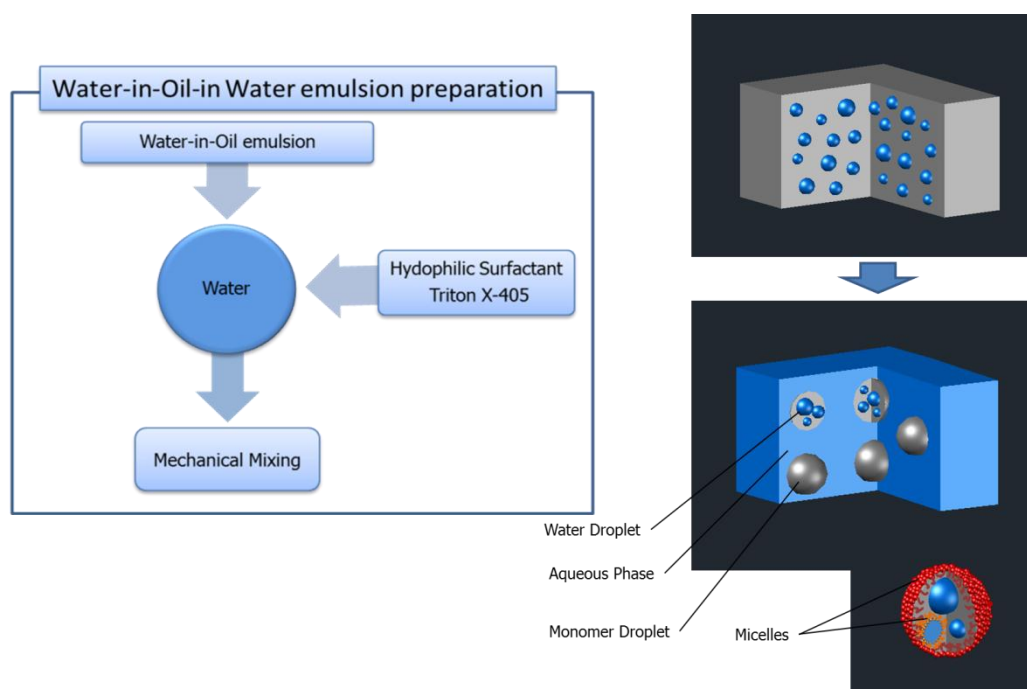 Water-in-Oil-in Water emulsion preparation
Water-in-Oil emulsion
Water
Hydophilic Surfactant
Triton X-405
Mechanical Mixing
Water Droplet
Aqueous Phase
Monomer Droplet
Micelles